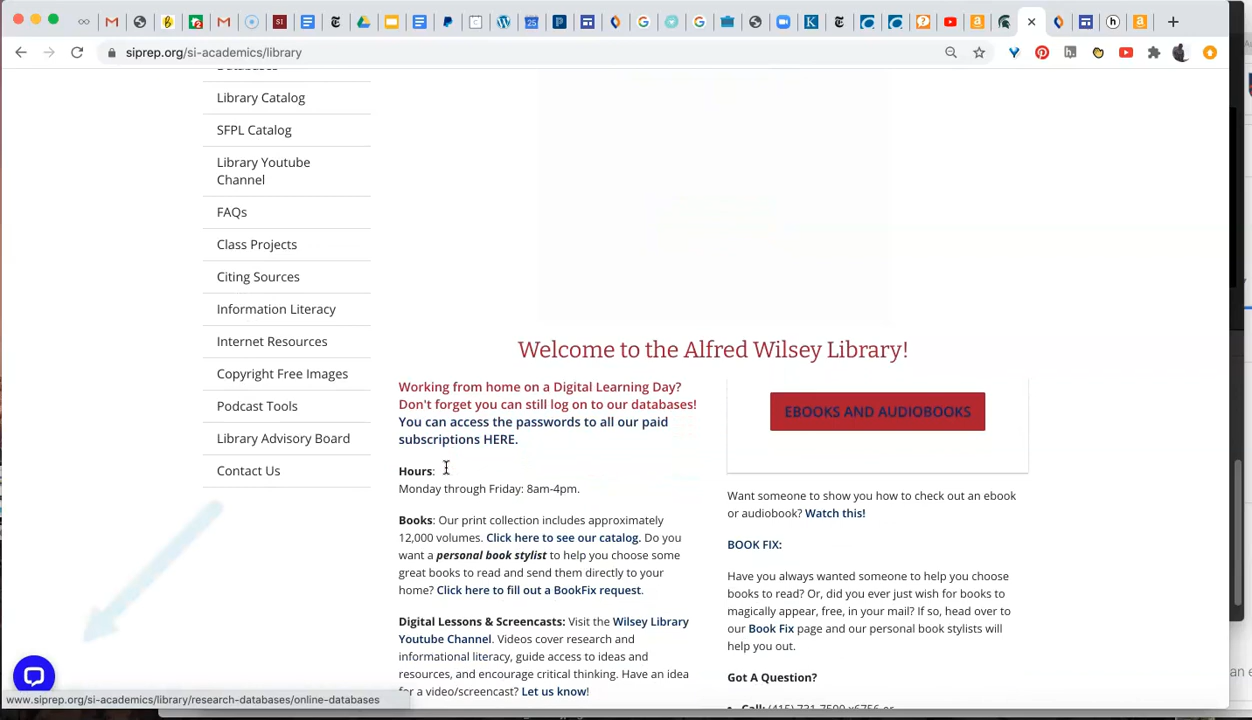 siprep.org/si-academics/library
Library Catalog
SFPL Catalog
Library Youtube
Channel
FAQs
Class Projects
Citing Sources
Information Literacy
Internet Resources
Copyright Free Images
Podcast Tools
Library Advisory Board
Contact Us
Welcome to the Alfred Wilsey Library!
Working from home on a Digital Learning Day?
Don't forget you can still log on to our databases!
You can access the passwords to all our paid
subscriptions HERE.
Hours:
Monday through Friday: 8am-4pm.
Books: Our print collection includes approximately
12,000 volumes. Click here to see our catalog. Do you
want a personal book stylist to help you choose some
great books to read and send them directly to your
home? Click here to fill out a BookFix request.
Digital Lessons & Screencasts: Visit the Wilsey Library
Youtube Channel. Videos cover research and
informational literacy, guide access to ideas and
resources, and encourage critical thinking. Have an idea
for a video/screencast? Let us know!
EBOOKS AND AUDIOBOOKS
Want someone to show you how to check out an ebook
or audiobook? Watch this!
BOOK FIX:
Have you always wanted someone to help you choose
books to read? Or, did you ever just wish for books to
magically appear, free, in your mail? If so, head over to
our Book Fix page and our personal book stylists will
help you out.
Got A Question?
www.siprep.org/si-academics/library/research-databases/online-databases